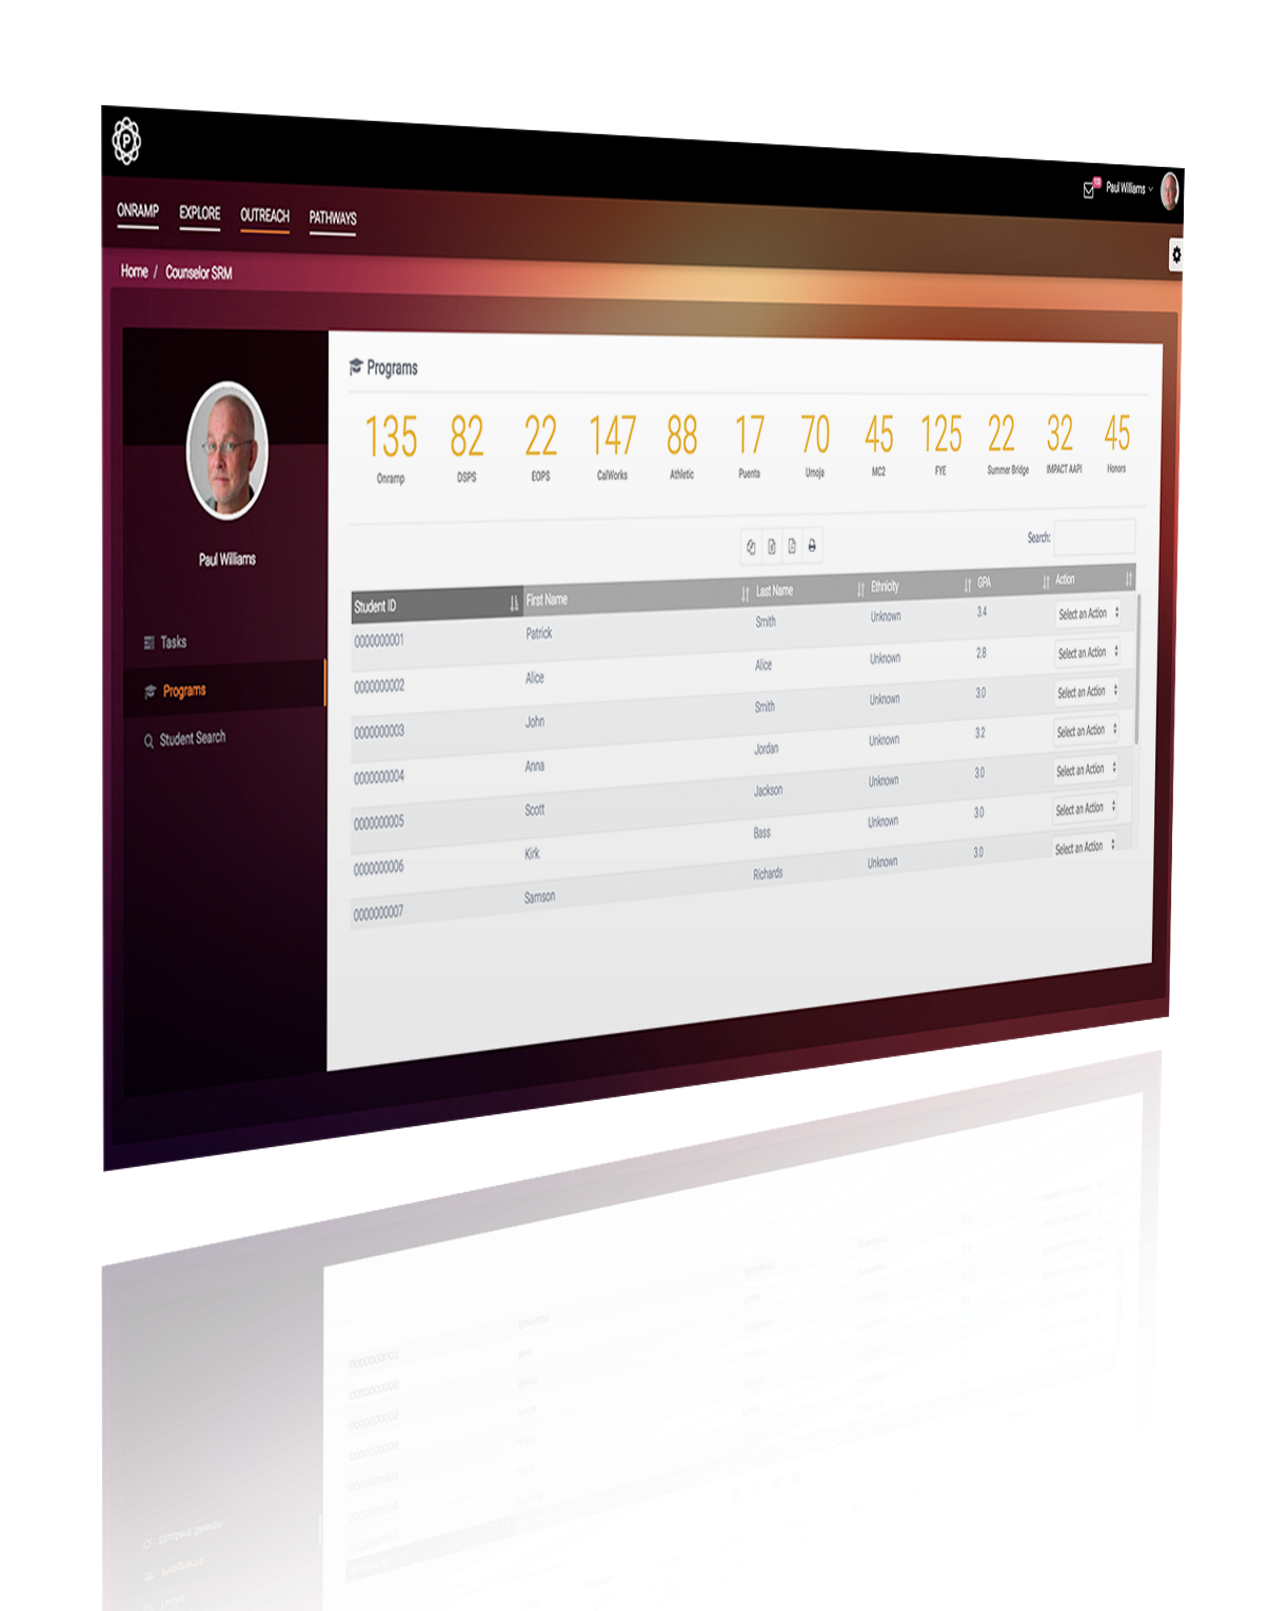 P
Paul Williams
ONRAMP EXPLORE OUTREACH PATHWAYS
Home / Counselor SRM
Paul Williams
Tasks
Programs
Student Search
Programs
135 82 22 147 88 17 70 45 125 22 32 45
Onramp DSPS EOPS CalWorks Athletic Puenta Umoja MC2 FYE Summer Bridge IMPACT AAPI Honors
Search:
Student ID First Name Last Name Ethnicity GPA Action
0000000001 Patrick Smith Unknown 3.4 Select an Action
0000000002 Alice Alice Unknown 2.8 Select an Action
0000000003 John Smith Unknown 3.0 Select an Action
0000000004 Anna Jordan Unknown 3.2 Select an Action
0000000005 Scott Jackson Unknown 3.0 Select an Action
0000000006 Kirk Bass Unknown 3.0 Select an Action
0000000007 Samson Richards Unknown 3.0 Select an Action